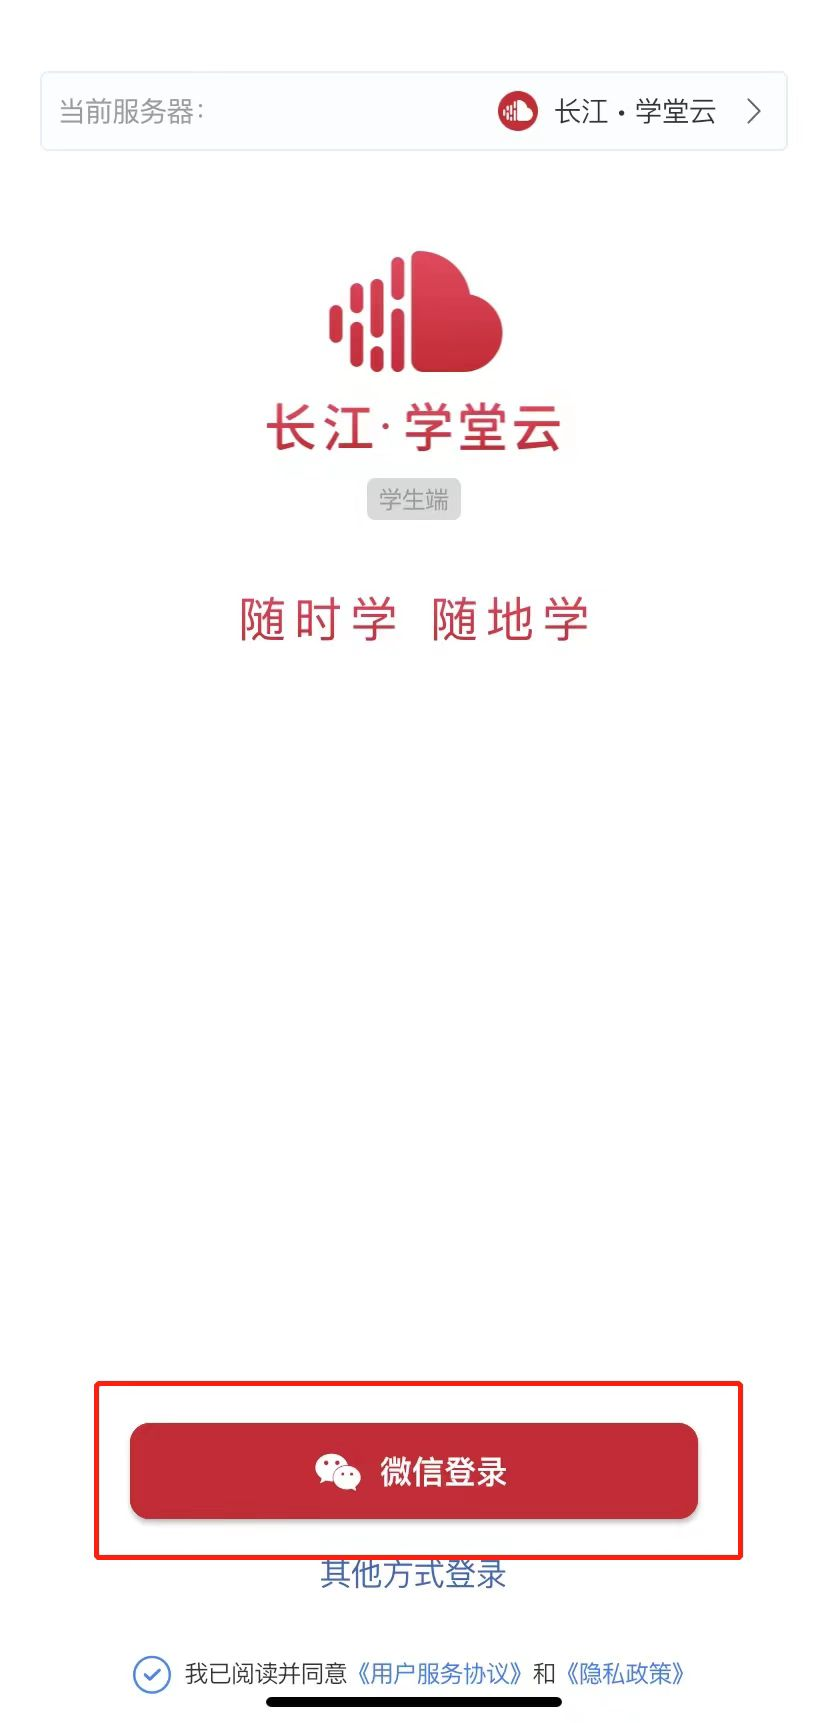 当前服务器：
长江·学堂云
长江·学堂云
学生端
随时学 随地学
微信登录
其他方式登录
我已阅读并同意《用户服务协议》和《隐私政策》